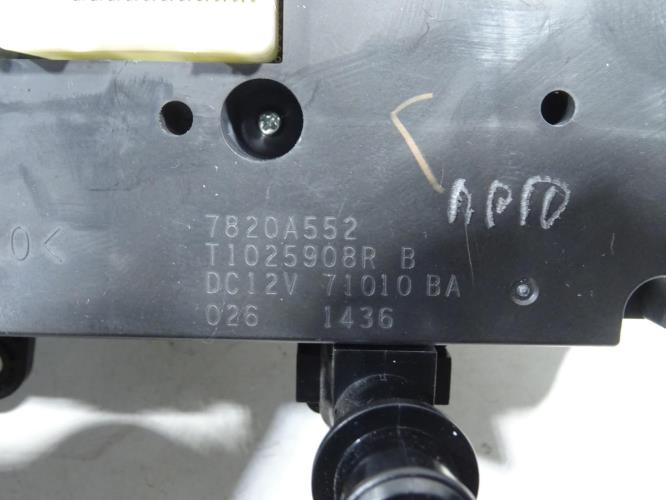 7820A552
T1025908R B
DC12V 71010 BA
026 1436
O<